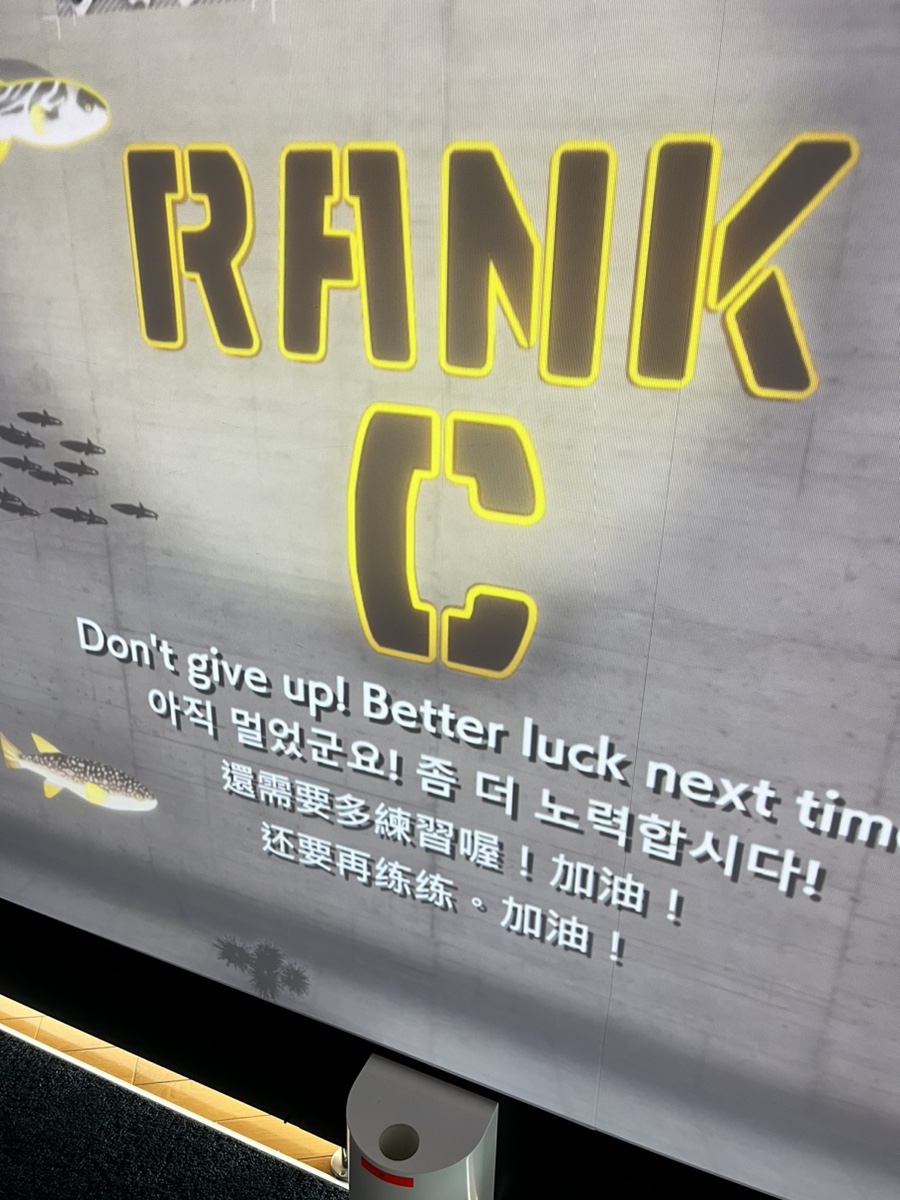 RANK
C
Don't give up! Better luck next
아직 멀었군요! 좀 더 노력합시다!
還需要多練習喔！加油！
还要再练练。加油！